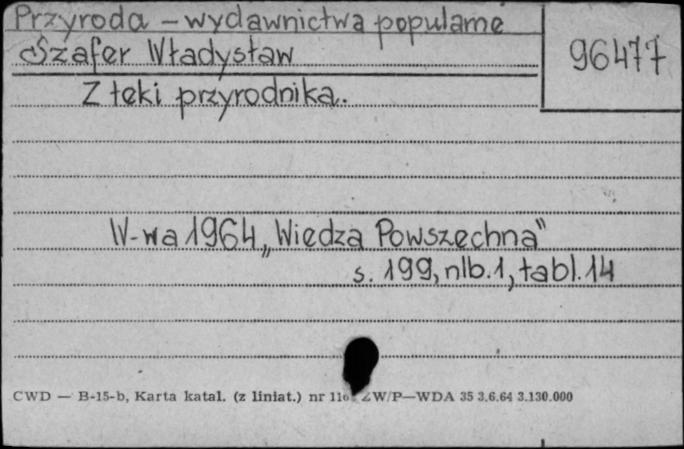 Przyroda - wydawnictwa popularne
Szafer Władysław
96477
Z teki przyrodnika.
W-wa 1964 „Wiedza Powszechna"
s. 199, nlb. 1, tabl. 14
CWD — B-15-b, Karta katal. (z liniat.) nr ZW/P—WDA 35 3.6.64 3.130.000